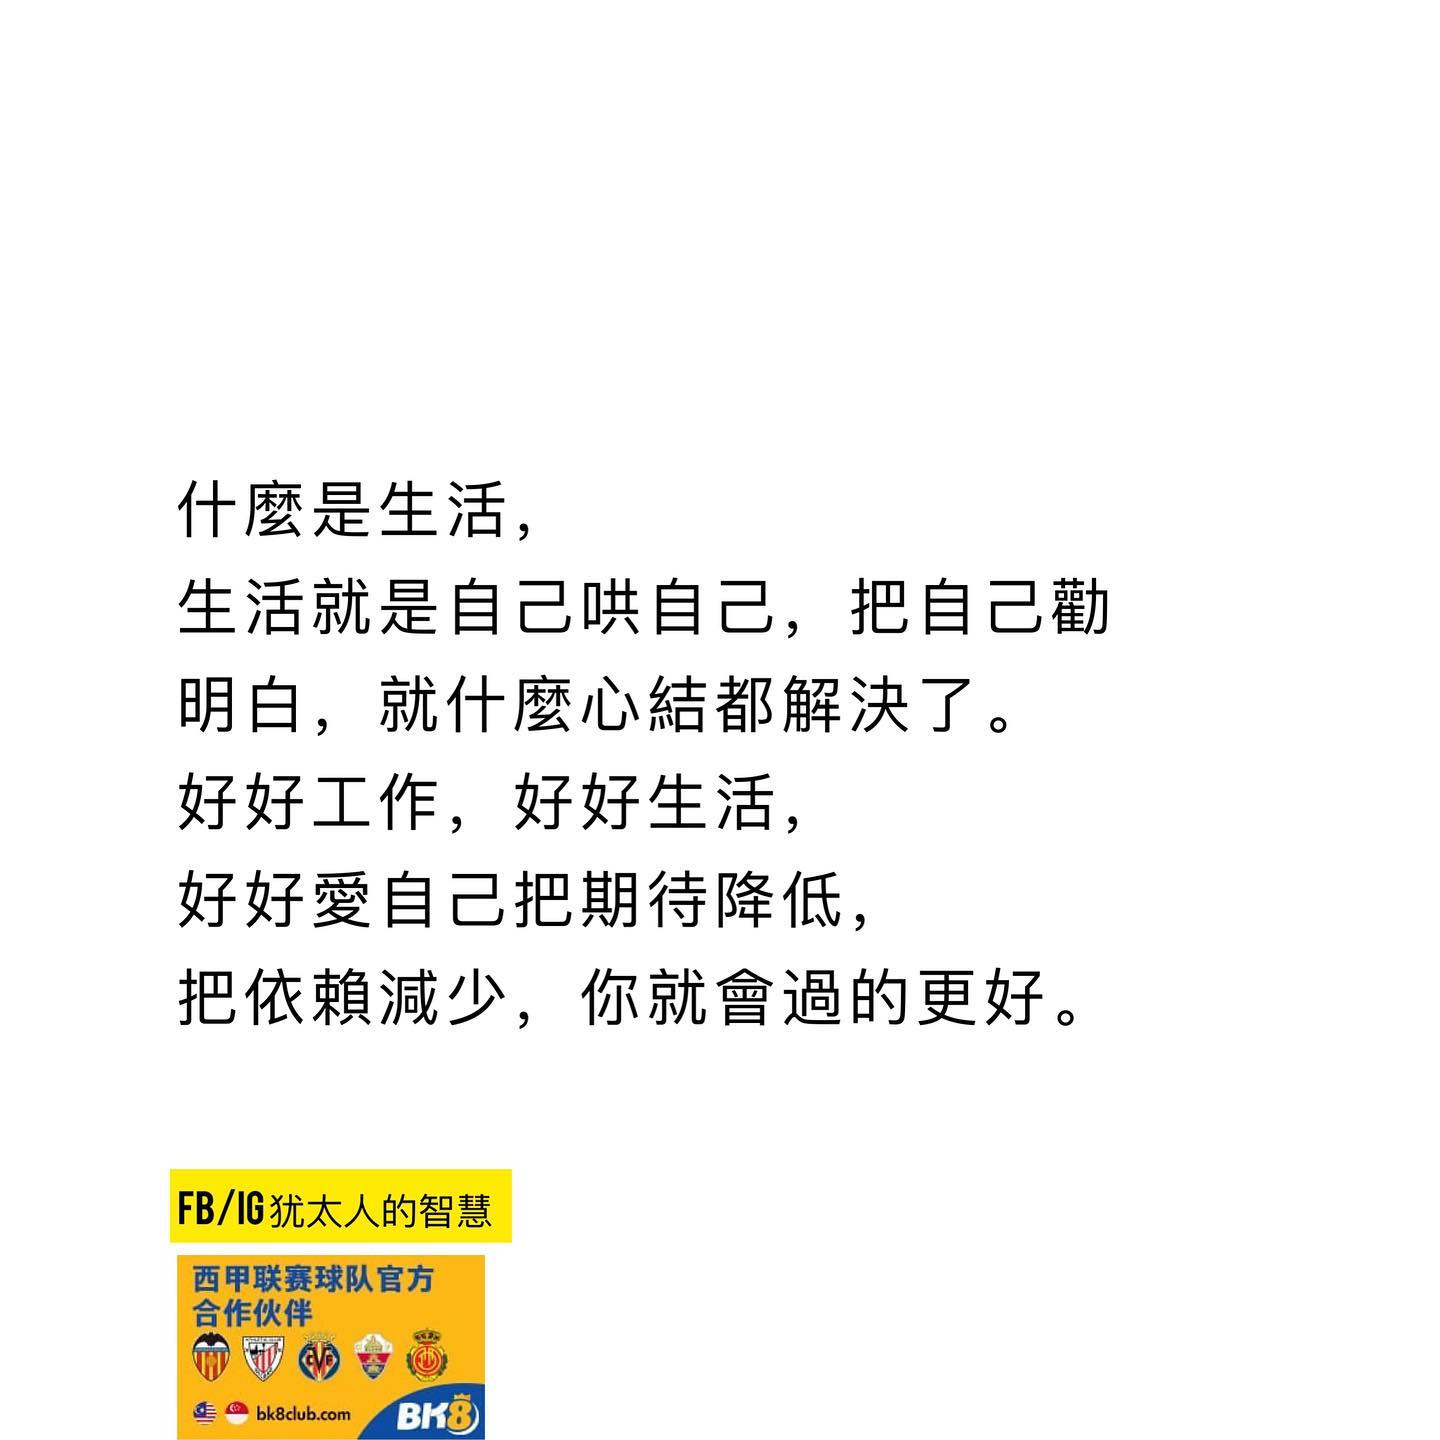 什麼是生活，
生活就是自己哄自己，把自己勸
明白，就什麼心結都解決了。
好好工作，好好生活，
好好愛自己把期待降低，
把依賴減少，你就會過的更好。
FB/IG犹太人的智慧
西甲联赛球队官方
合作伙伴
bk8club.com
BK8